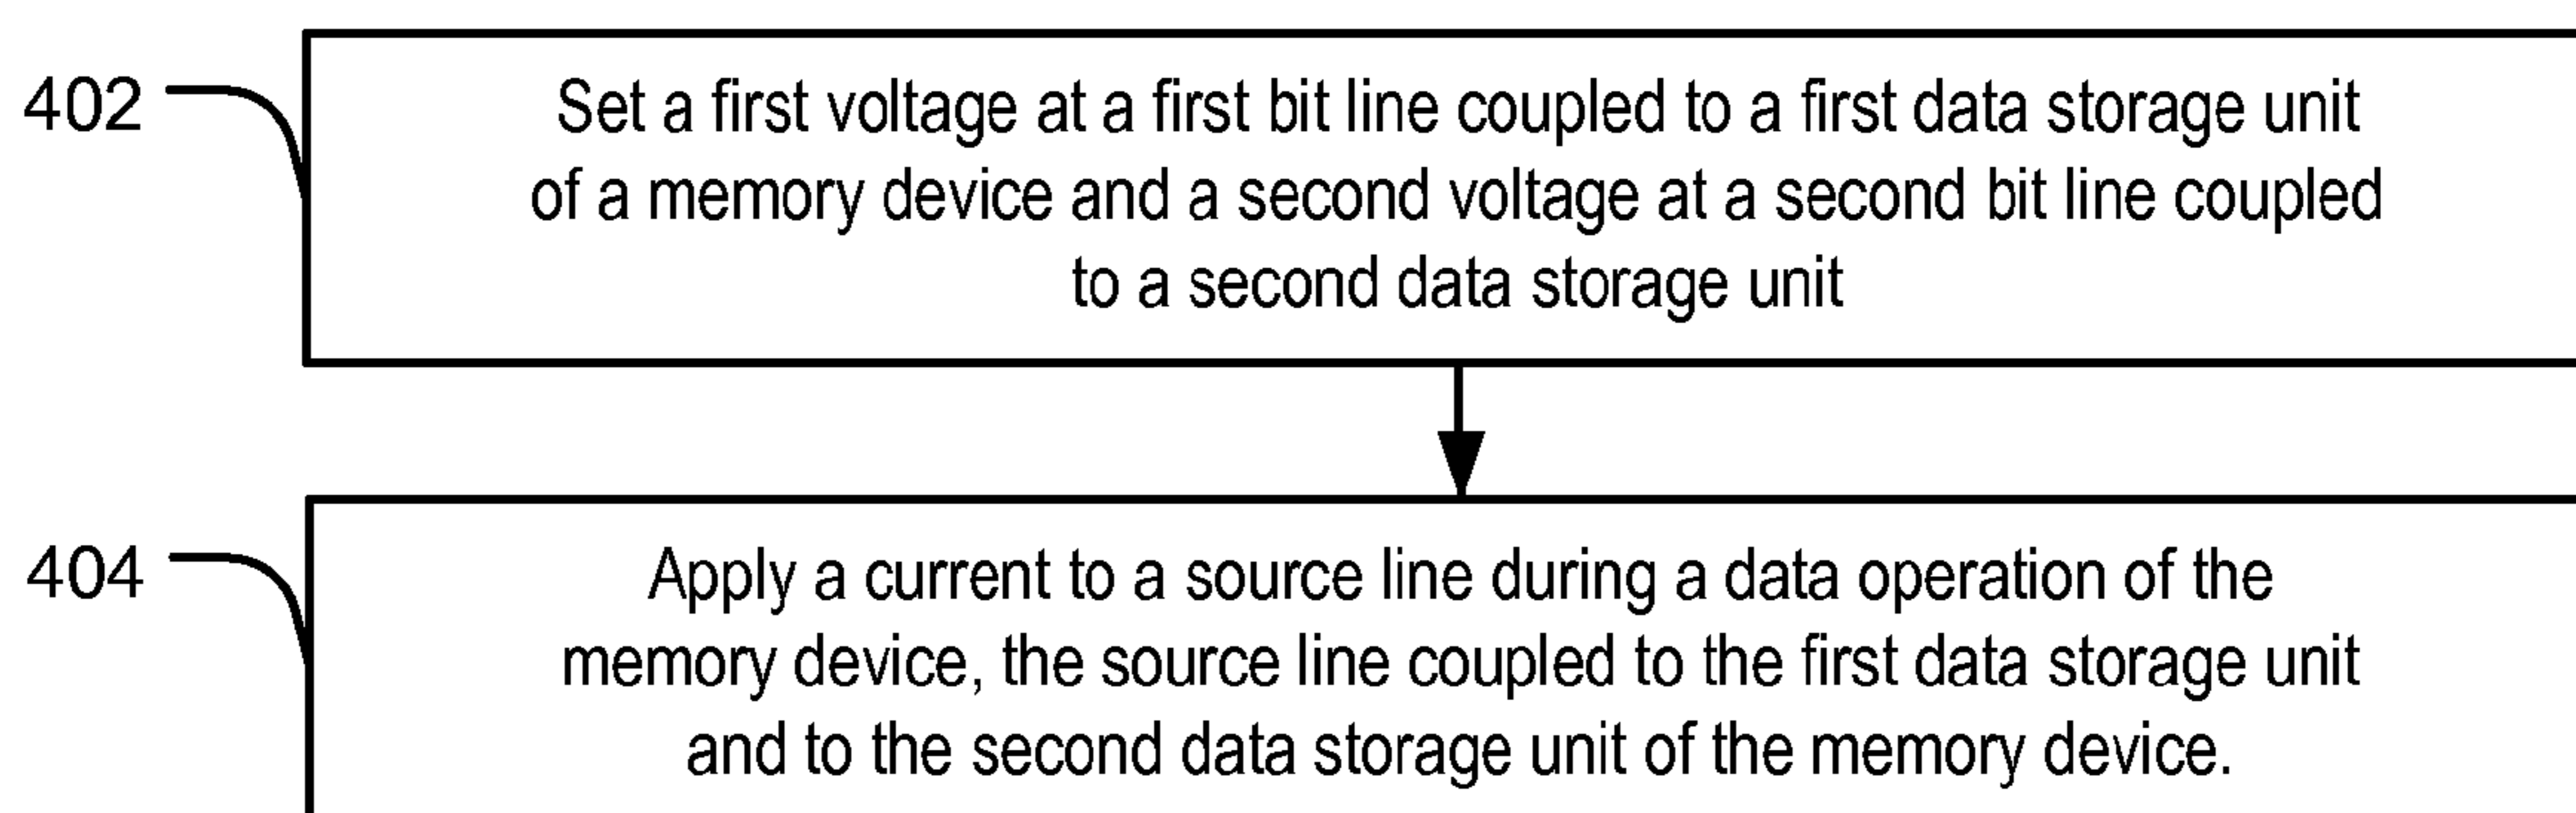 402
Set a first voltage at a first bit line coupled to a first data storage unit
of a memory device and a second voltage at a second bit line coupled
to a second data storage unit
404
Apply a current to a source line during a data operation of the
memory device, the source line coupled to the first data storage unit
and to the second data storage unit of the memory device.